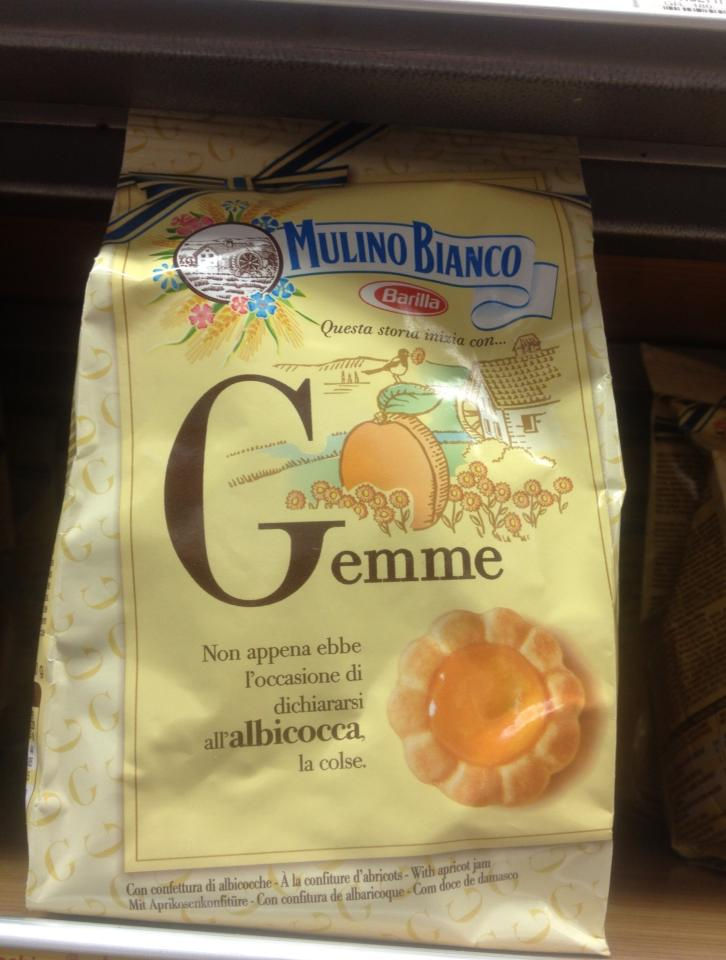 MULINO BIANCO
Barilla
Questa storia inizia con...
Gemme
Non appena ebbe
l'occasione di
dichiararsi
all'albicocca,
la colse.
Con confettura di albicocche - À la confiture d'abricots - With apricot jam
Mit Aprikosenkonfitüre - Con confitura de albaricoque - Com doce de damasco